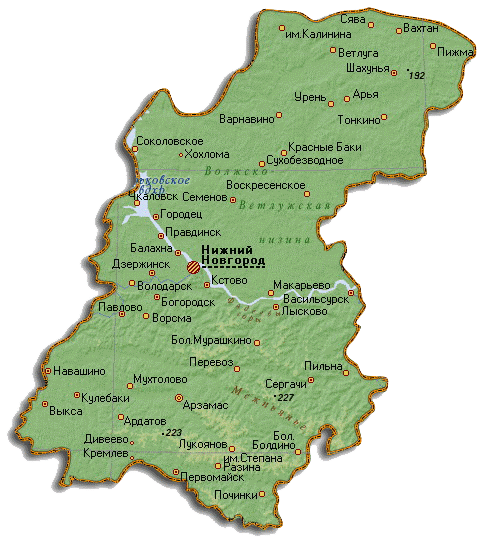 Сява
Вахтан
им.Калинина
Ветлуга
Пижма
Шахунья
192
Урень
Арья
Варнавино
Тонкино
Соколовское
Хохлома
Красные Баки
Сухобезводное
Волжско-
Воскресенское
Чкаловск
Семенов
Ветлужская
Городец
Правдинск
низина
Балахна
Нижний
Новгород
Дзержинск
Володарск
Кстово
Макарьево
Богородск
Васильсурск
Павлово
Лысково
Ворсма
горы
Бол.Мурашкино
Перевоз
Пильна
Навашино
Мухтолово
Сергачи
Кулебаки
227
Выкса
Арзамас
Ардатов
223
Дивеево
Лукоянов
Бол.
Болдино
Кремлев
им.Степана
Разина
Первомайск
Починки